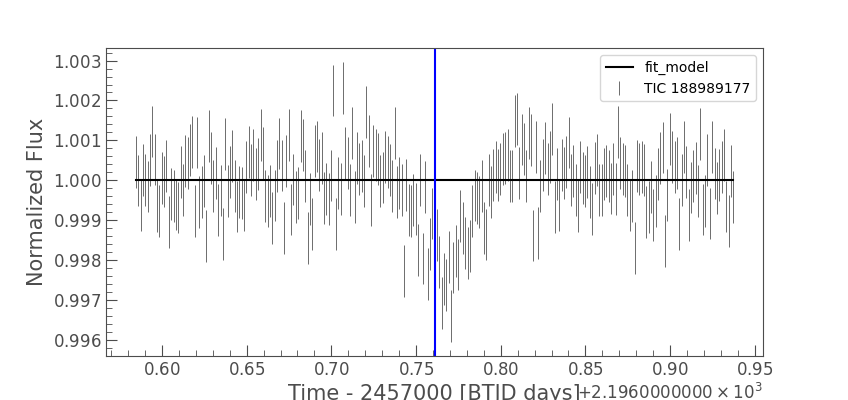 1.003
1.002
1.001
1.000
0.999
0.998
0.997
0.996
Normalized Flux
fit_model
TIC 188989177
0.60 0.65 0.70 0.75 0.80 0.85 0.90 0.95
Time - 2457000 [BTJD days]
+2.1960000000 × 10³